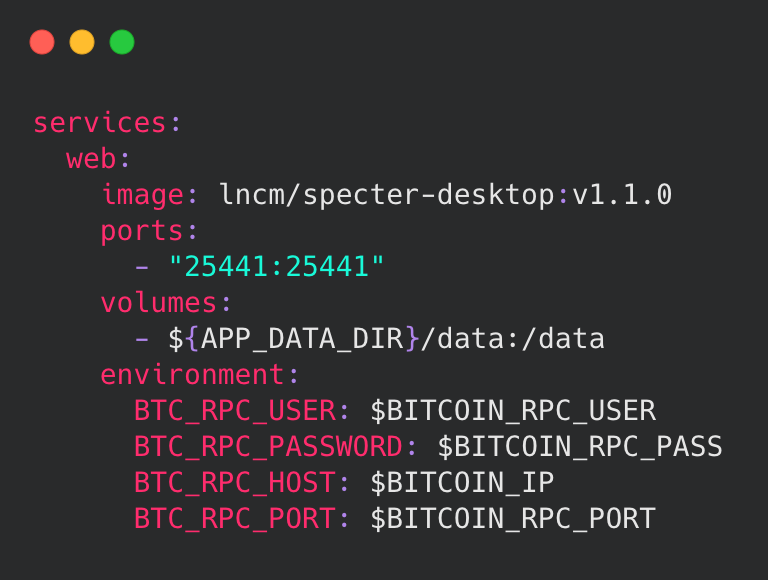 services:
  web:
    image: lncm/specter-desktop:v1.1.0
    ports:
      - "25441:25441"
    volumes:
      - ${APP_DATA_DIR}/data:/data
    environment:
      BTC_RPC_USER: $BITCOIN_RPC_USER
      BTC_RPC_PASSWORD: $BITCOIN_RPC_PASS
      BTC_RPC_HOST: $BITCOIN_IP
      BTC_RPC_PORT: $BITCOIN_RPC_PORT